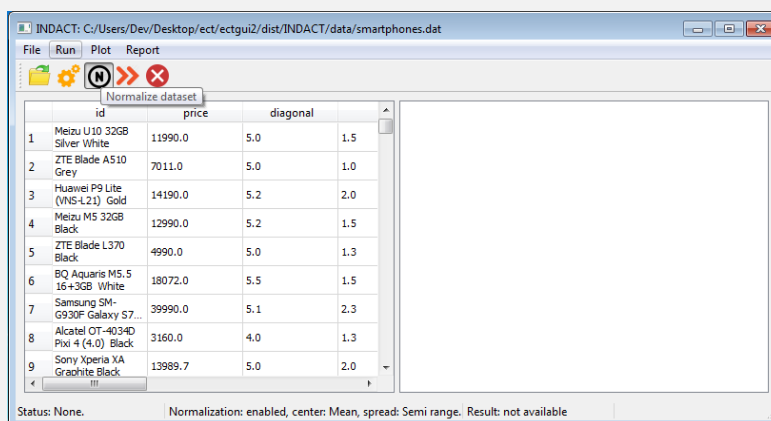 INDACT: C:/Users/Dev/Desktop/ect/ectgui2/dist/INDACT/data/smartphones.dat
File Run Plot Report
N
Normalize dataset
id price diagonal
1 Meizu U10 32GB Silver White 11990.0 5.0 1.5
2 ZTE Blade A510 Grey 7011.0 5.0 1.0
3 Huawei P9 Lite (VNS-L21) Gold 14190.0 5.2 2.0
4 Meizu M5 32GB Black 12990.0 5.2 1.5
5 ZTE Blade L370 Black 4990.0 5.0 1.3
6 BQ Aquaris M5.5 16+3GB White 18072.0 5.5 1.5
7 Samsung SM-G930F Galaxy S7... 39990.0 5.1 2.3
8 Alcatel OT-4034D Pixi 4 (4.0) Black 3160.0 4.0 1.3
9 Sony Xperia XA Graphite Black 13989.7 5.0 2.0
Status: None. Normalization: enabled, center: Mean, spread: Semi range. Result: not available